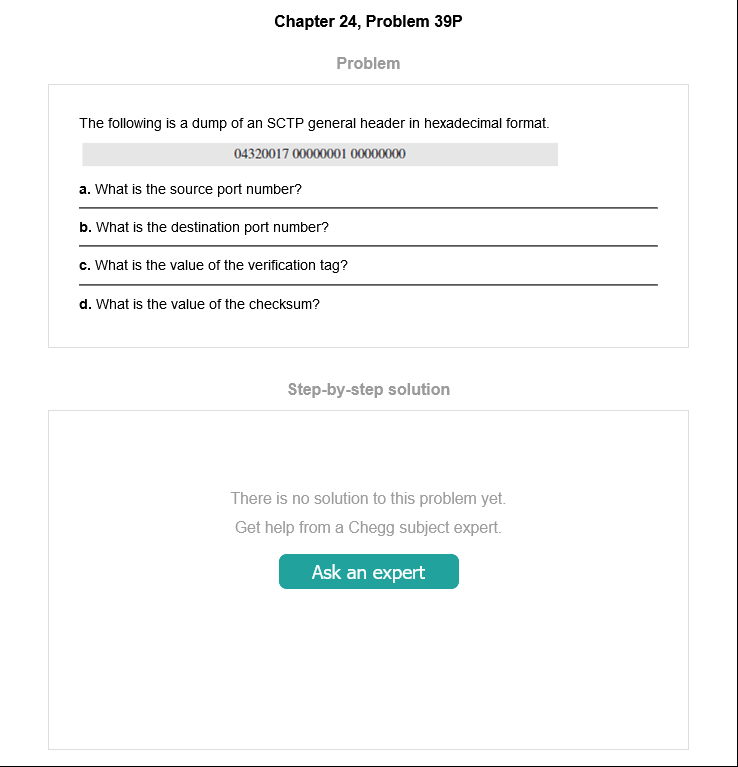 Chapter 24, Problem 39P
Problem
The following is a dump of an SCTP general header in hexadecimal format.
04320017 00000001 00000000
a. What is the source port number?
b. What is the destination port number?
c. What is the value of the verification tag?
d. What is the value of the checksum?
Step-by-step solution
There is no solution to this problem yet.
Get help from a Chegg subject expert.
Ask an expert